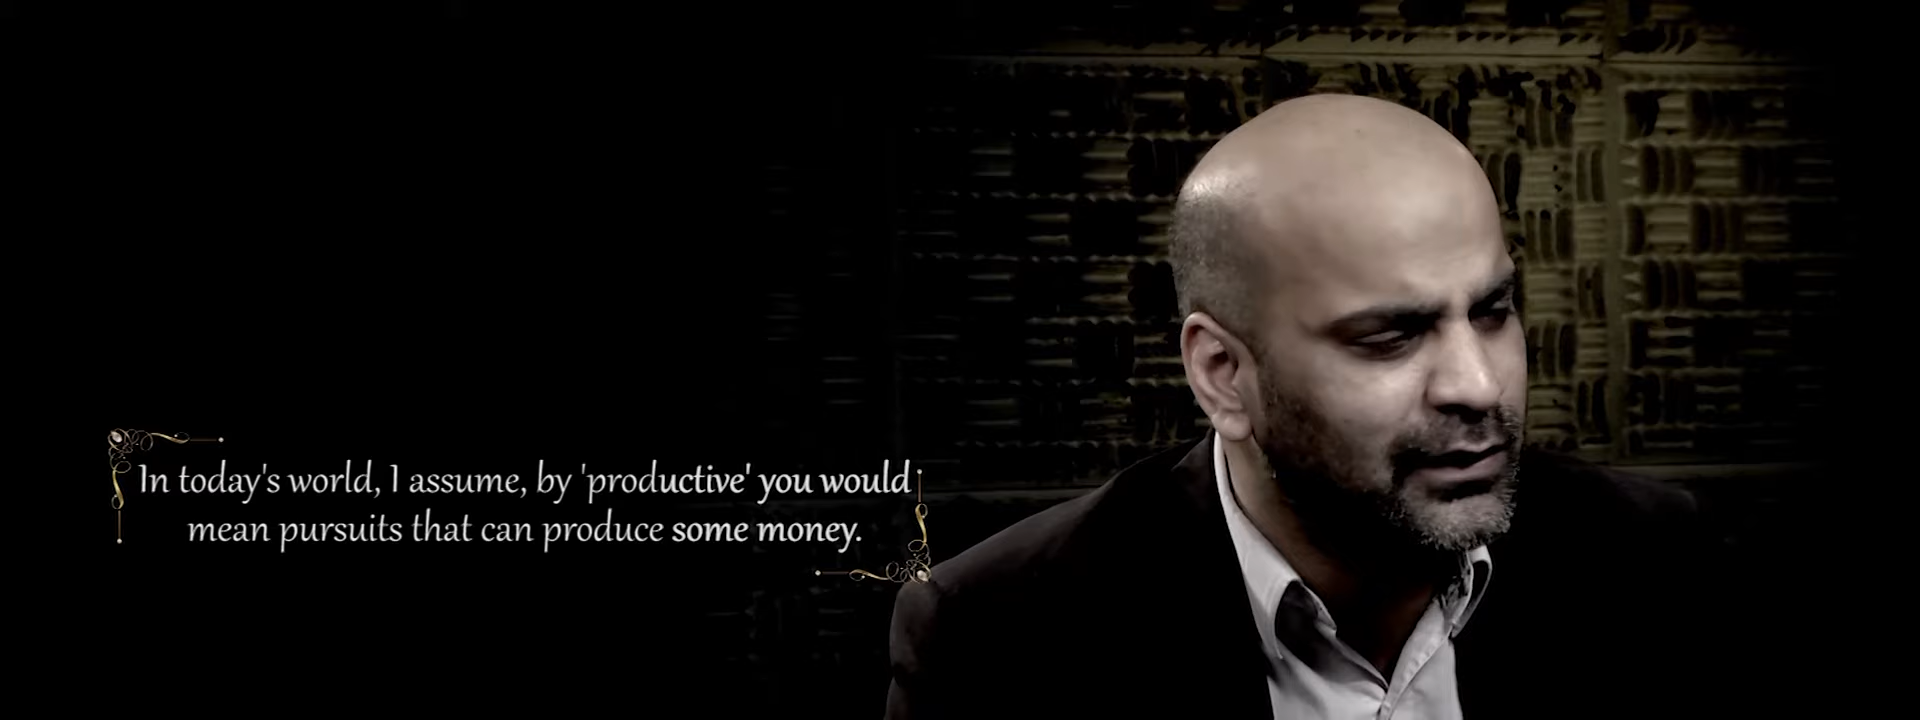 In today's world, I assume, by 'productive' you would
mean pursuits that can produce some money.